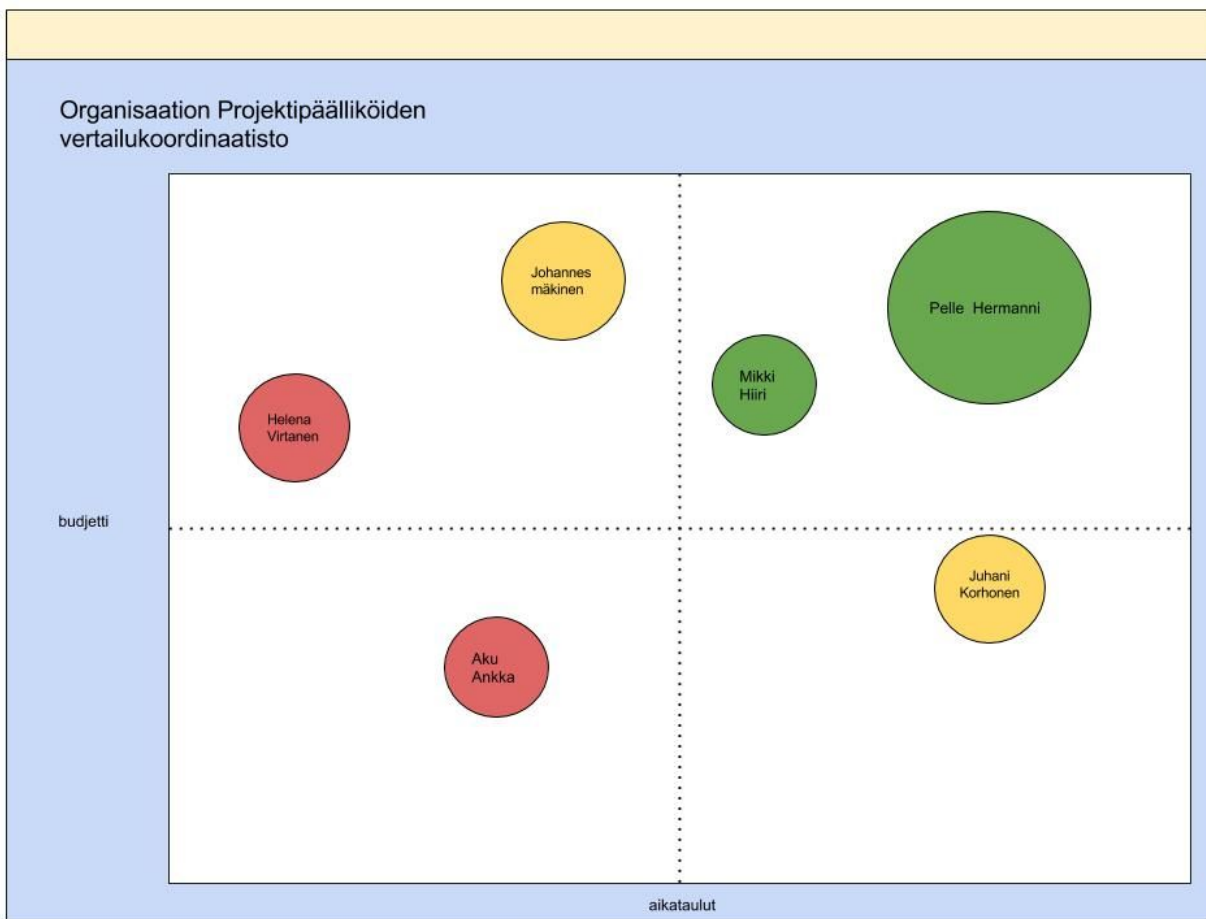 Organisaation Projektipäälliköiden
vertailukoordinaatisto
Johannes
mäkinen
Pelle Hermanni
Mikki
Hiiri
Helena
Virtanen
budjetti
Juhani
Korhonen
Aku
Ankka
aikataulut